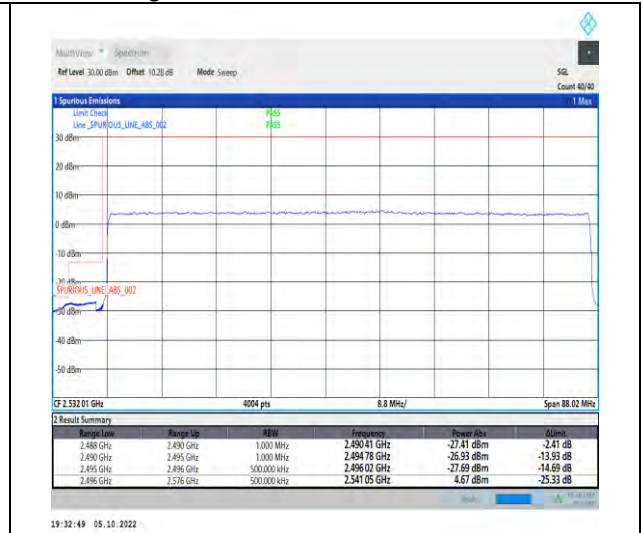 MultiView Spectrum
Ref Level 30.00 dBm Offset 10.28 dB Mode Sweep SGL
Count 40/40
1 Spurious Emissions 1 Max
Limit Check PASS
Line _SPURIOUS_LINE_ABS_002 PASS
30 dBm
20 dBm
10 dBm
0 dBm
-10 dBm
-20 dBm
_SPURIOUS_LINE_ABS_002
-30 dBm
-40 dBm
-50 dBm
CF 2.532 01 GHz 4004 pts 8.8 MHz/ Span 88.02 MHz
2 Result Summary
Range Low Range Up RBW Frequency Power Abs ΔLimit
2.488 GHz 2.490 GHz 1.000 MHz 2.490 41 GHz -27.41 dBm -2.41 dB
2.490 GHz 2.495 GHz 1.000 MHz 2.494 78 GHz -26.93 dBm -13.93 dB
2.495 GHz 2.496 GHz 500.000 kHz 2.496 02 GHz -27.69 dBm -14.69 dB
2.496 GHz 2.576 GHz 500.000 kHz 2.541 05 GHz 4.67 dBm -25.33 dB
19:32:49 05.10.2022